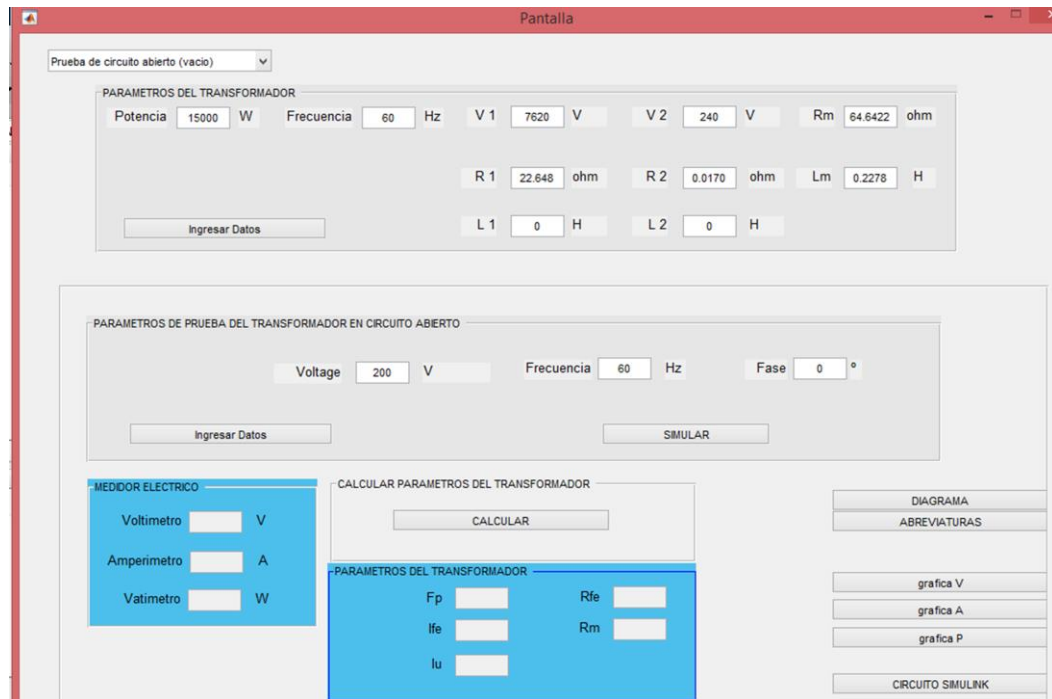 Pantalla
Prueba de circuito abierto (vacio)
PARAMETROS DEL TRANSFORMADOR
Potencia 15000 W Frecuencia 60 Hz V 1 7620 V V 2 240 V Rm 64.6422 ohm
R 1 22.648 ohm R 2 0.0170 ohm Lm 0.2278 H
Ingresar Datos L 1 0 H L 2 0 H
PARAMETROS DE PRUEBA DEL TRANSFORMADOR EN CIRCUITO ABIERTO
Voltage 200 V Frecuencia 60 Hz Fase 0 º
Ingresar Datos SIMULAR
MEDIDOR ELECTRICO
Voltimetro V
Amperimetro A
Vatimetro W
CALCULAR PARAMETROS DEL TRANSFORMADOR
CALCULAR
PARAMETROS DEL TRANSFORMADOR
Fp Rfe
Ife Rm
Iu
DIAGRAMA
ABREVIATURAS
grafica V
grafica A
grafica P
CIRCUITO SIMULINK